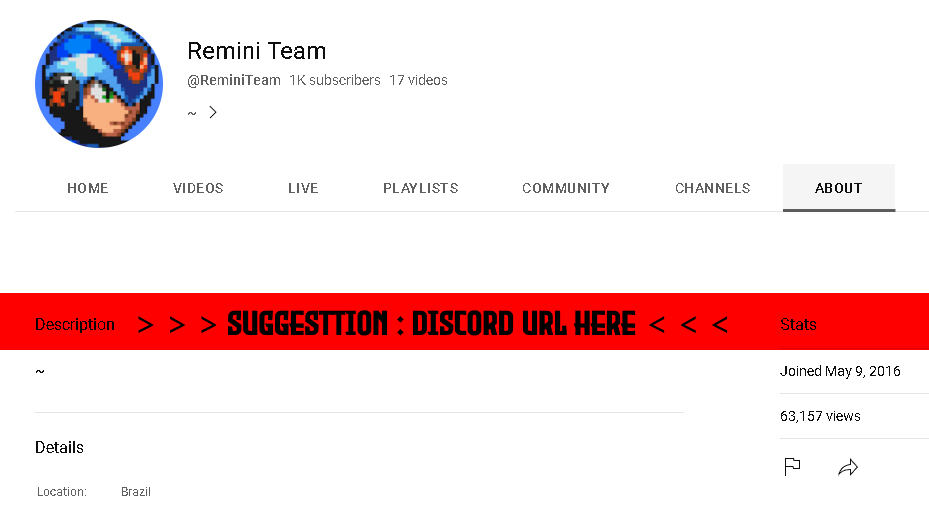 Remini Team
@ReminiTeam 1K subscribers 17 videos
~ >
HOME VIDEOS LIVE PLAYLISTS COMMUNITY CHANNELS ABOUT
Description > > > SUGGESTTION : DISCORD URL HERE < < < Stats
~ Joined May 9, 2016
63,157 views
Details
Location: Brazil